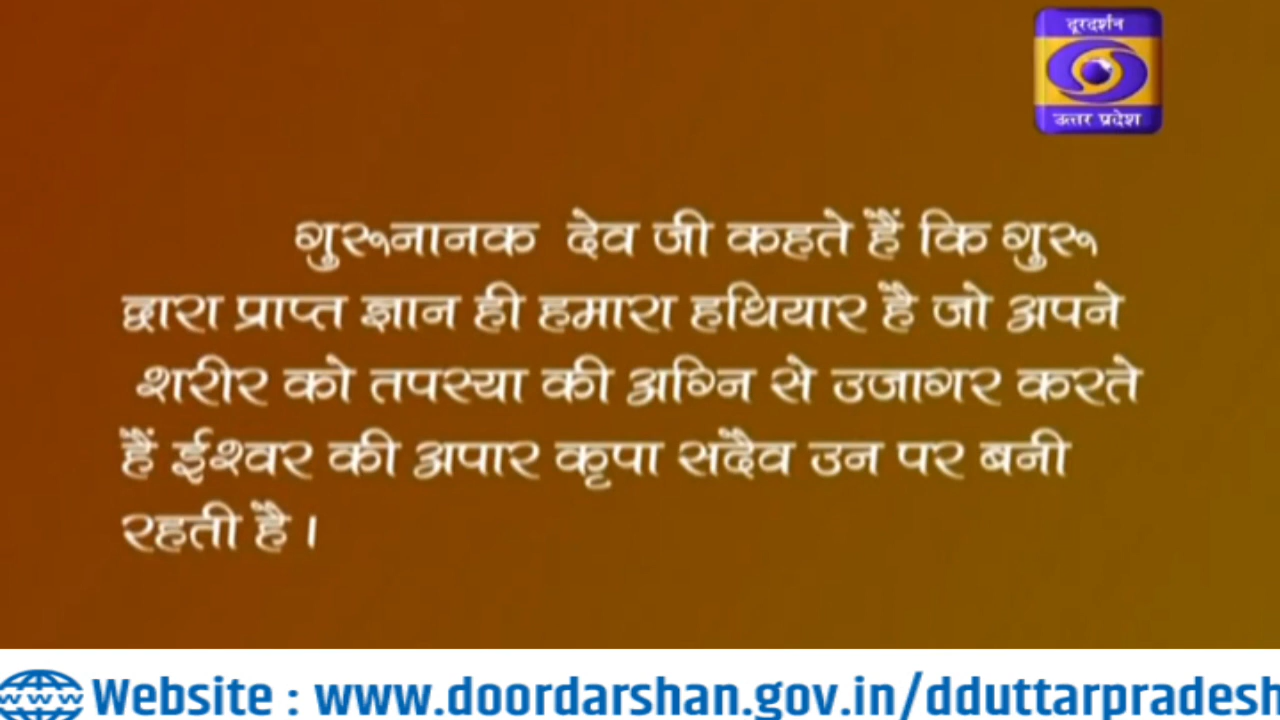 दूरदर्शन
उत्तर प्रदेश
गुरूनानक देव जी कहते हैं कि गुरू
द्वारा प्राप्त ज्ञान ही हमारा हथियार है जो अपने
शरीर को तपस्या की अग्नि से उजागर करते
हैं ईश्वर की अपार कृपा सदैव उन पर बनी
रहती है ।
www Website : www.doordarshan.gov.in/dduttarpradesh